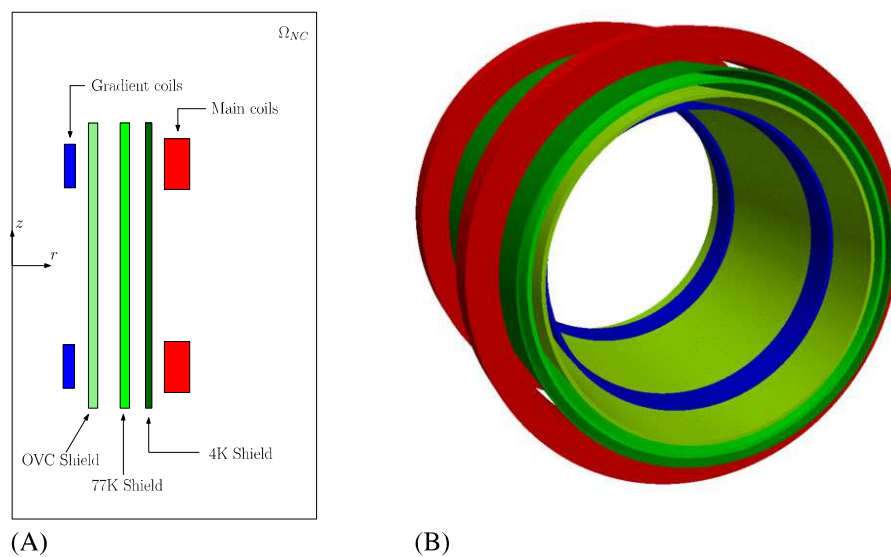 Ω_NC
Gradient coils
Main coils
z
r
4K Shield
OVC Shield
77K Shield
(A)
(B)